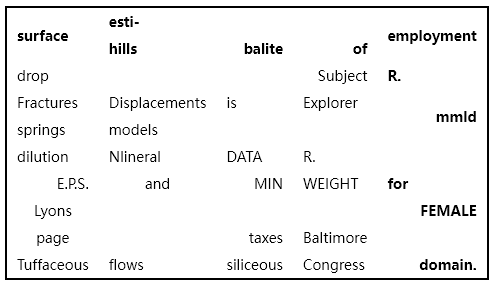 esti-
surface employment
hills balite of
drop Subject R.
Fractures Displacements is Explorer
mmld
springs models
dilution Nlineral DATA R.
E.P.S. and MIN WEIGHT for
Lyons FEMALE
page taxes Baltimore
Tuffaceous flows siliceous Congress domain.